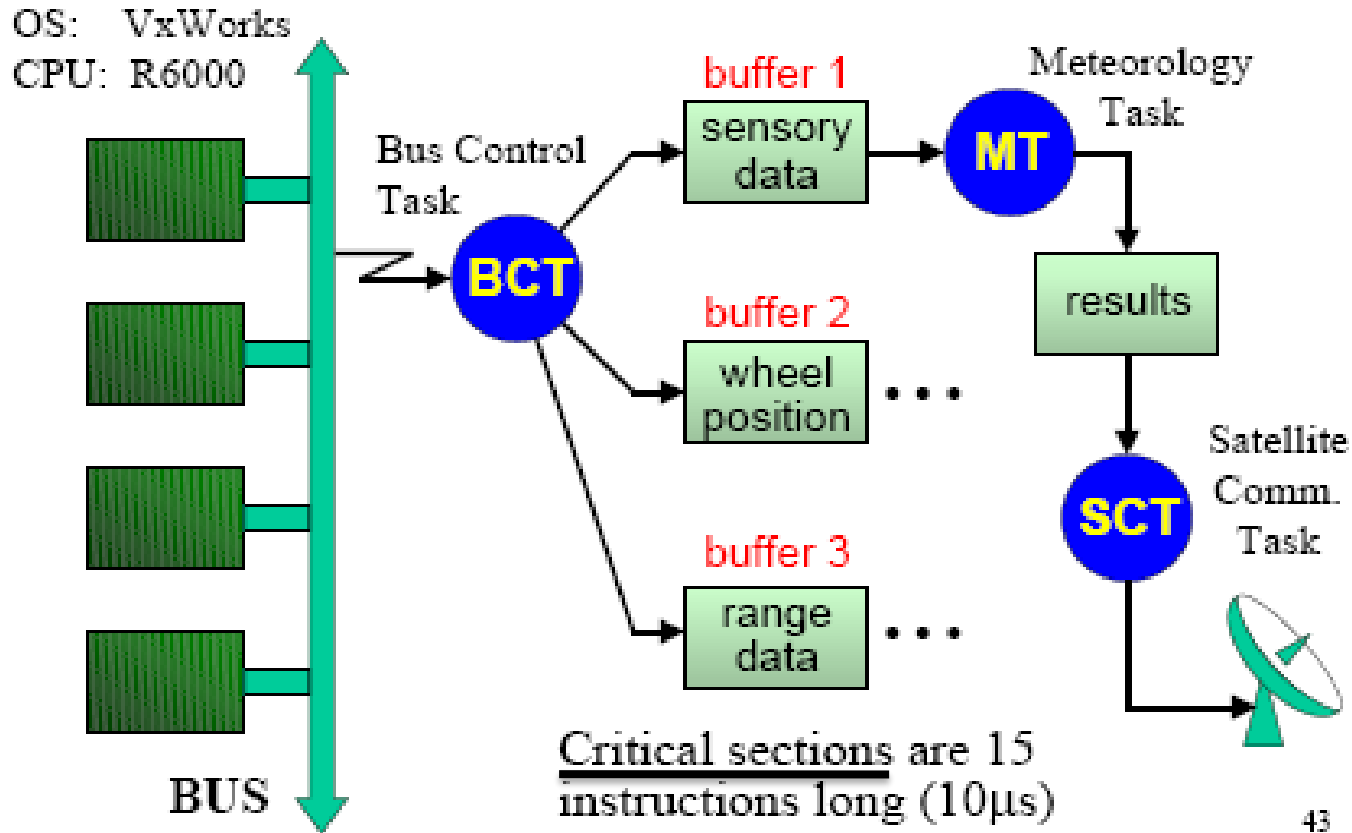 OS: VxWorks
CPU: R6000
BUS
Bus Control
Task
BCT
buffer 1
sensory
data
buffer 2
wheel
position
• • •
buffer 3
range
data
• • •
Meteorology
Task
MT
results
Satellite
Comm.
Task
SCT
Critical sections are 15
instructions long (10μs)
43